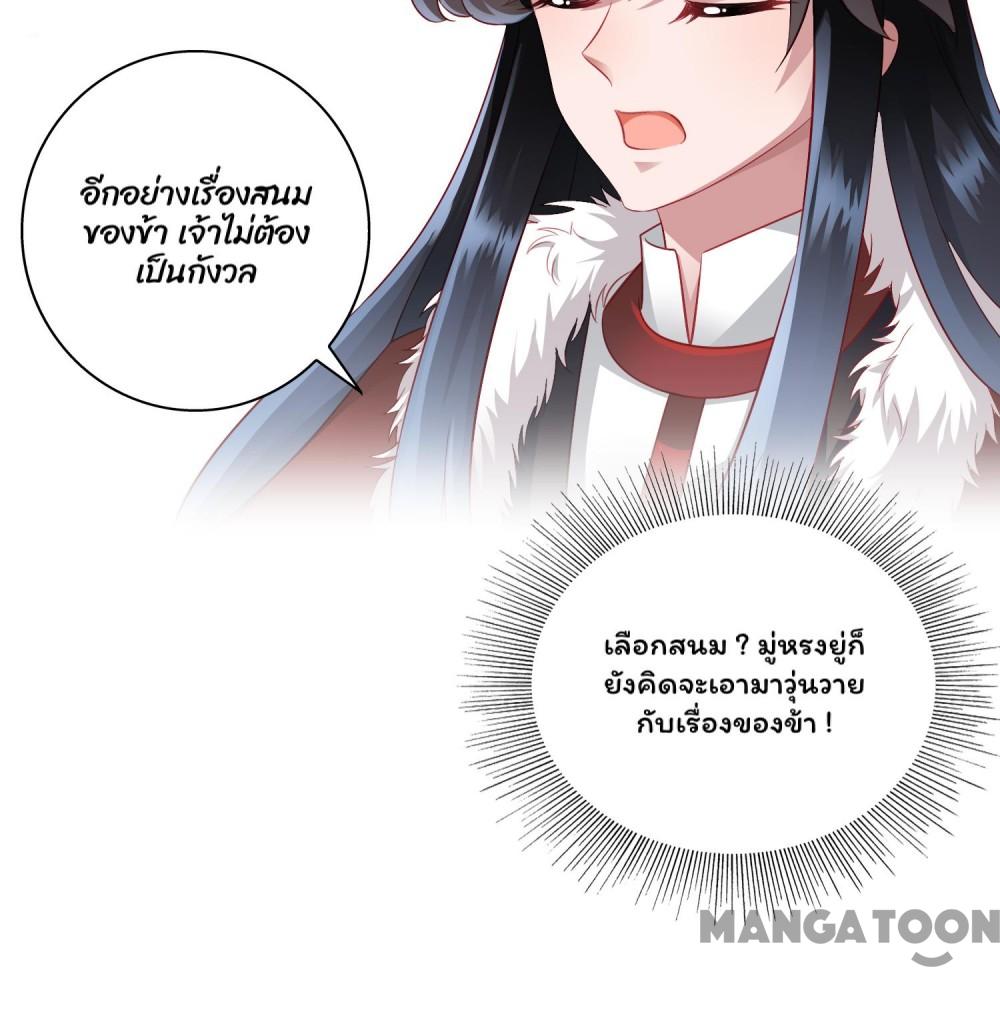 อีกอย่างเรื่องสนม
ของข้า เจ้าไม่ต้อง
เป็นกังวล
เลือกสนม ? มู่หรงยู่ก็
ยังคิดจะเอามาวุ่นวาย
กับเรื่องของข้า !
MANGATOON